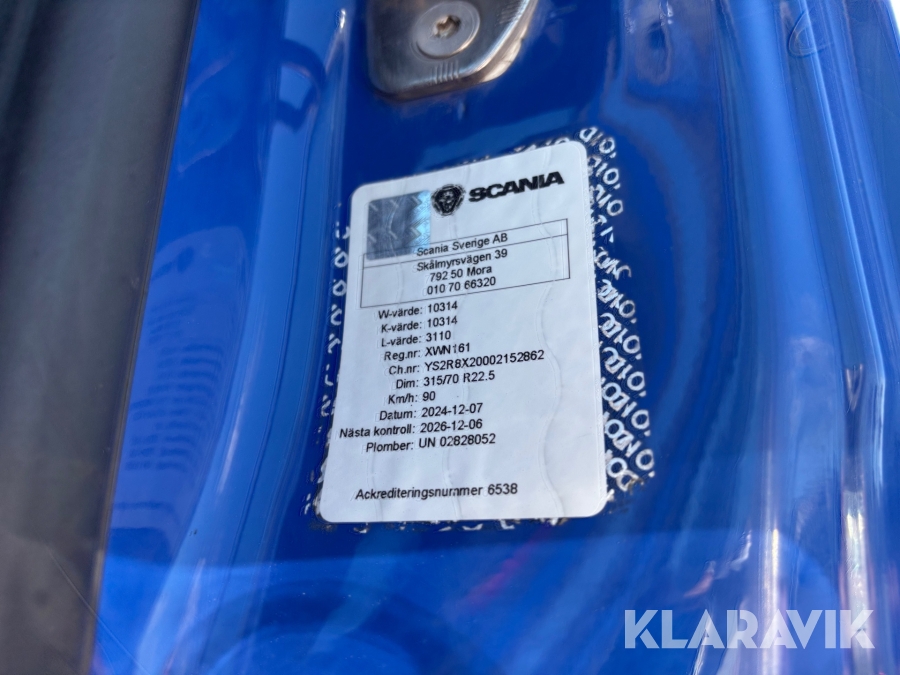 SCANIA
Scania Sverige AB
Skålmyrsvägen 39
792 50 Mora
010 70 66320
W-värde: 10314
K-värde: 10314
L-värde: 3110
Reg.nr: XWN161
Ch.nr: YS2R8X20002152862
Dim: 315/70 R22.5
Km/h: 90
Datum: 2024-12-07
Nästa kontroll: 2026-12-06
Plomber: UN 02828052
Ackrediteringsnummer 6538
KLARAVIK